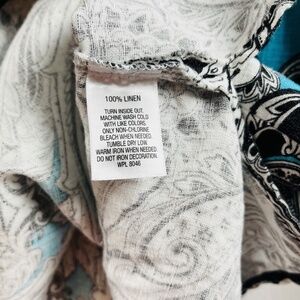 100% LINEN
TURN INSIDE OUT.
MACHINE WASH COLD
WITH LIKE COLORS,
ONLY NON-CHLORINE
BLEACH WHEN NEEDED.
TUMBLE DRY LOW
WARM IRON WHEN NEEDED
DO NOT IRON DECORATION.
WPL 8046